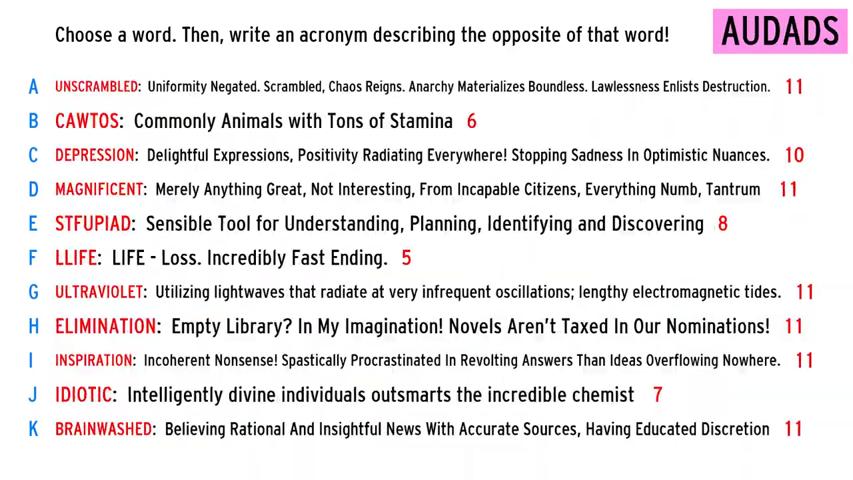 Choose a word. Then, write an acronym describing the opposite of that word!
AUDADS
A UNSCRAMBLED: Uniformity Negated. Scrambled, Chaos Reigns. Anarchy Materializes Boundless. Lawlessness Enlists Destruction. 11
B CAWTOS: Commonly Animals with Tons of Stamina 6
C DEPRESSION: Delightful Expressions, Positivity Radiating Everywhere! Stopping Sadness In Optimistic Nuances. 10
D MAGNIFICENT: Merely Anything Great, Not Interesting, From Incapable Citizens, Everything Numb, Tantrum 11
E STFUPIAD: Sensible Tool for Understanding, Planning, Identifying and Discovering 8
F LLIFE: LIFE - Loss. Incredibly Fast Ending. 5
G ULTRAVIOLET: Utilizing lightwaves that radiate at very infrequent oscillations; lengthy electromagnetic tides. 11
H ELIMINATION: Empty Library? In My Imagination! Novels Aren't Taxed In Our Nominations! 11
I INSPIRATION: Incoherent Nonsense! Spastically Procrastinated In Revolting Answers Than Ideas Overflowing Nowhere. 11
J IDIOTIC: Intelligently divine individuals outsmarts the incredible chemist 7
K BRAINWASHED: Believing Rational And Insightful News With Accurate Sources, Having Educated Discretion 11